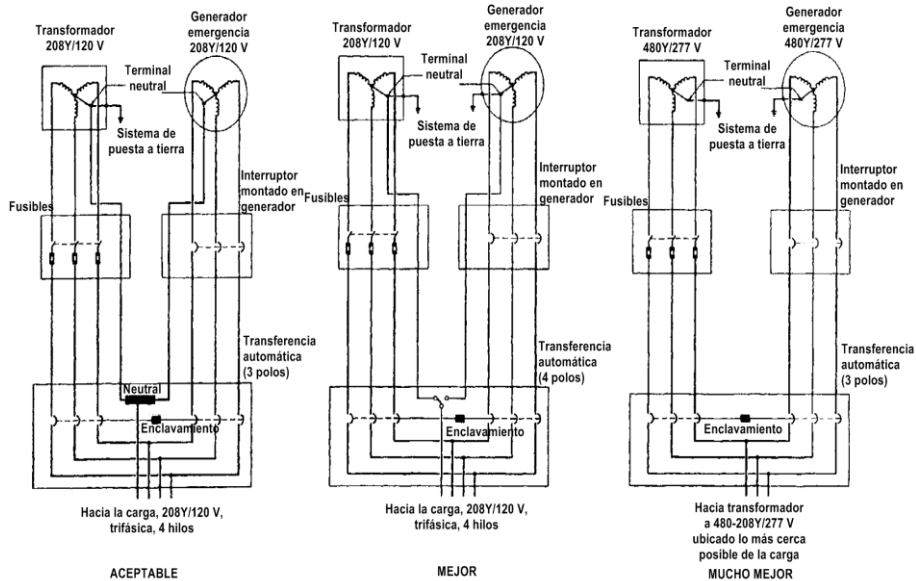 Transformador
208Y/120 V
Generador
emergencia
208Y/120 V
Terminal
neutral
Sistema de
puesta a tierra
Fusibles
Interruptor
montado en
generador
Transferencia
automática
(3 polos)
Neutral
Enclavamiento
Hacia la carga, 208Y/120 V,
trifásica, 4 hilos
ACEPTABLE
Transformador
208Y/120 V
Generador
emergencia
208Y/120 V
Terminal
neutral
Sistema de
puesta a tierra
Fusibles
Interruptor
montado en
generador
Transferencia
automática
(4 polos)
Enclavamiento
Hacia la carga, 208Y/120 V,
trifásica, 4 hilos
MEJOR
Transformador
480Y/277 V
Generador
emergencia
480Y/277 V
Terminal
neutral
Sistema de
puesta a tierra
Fusibles
Interruptor
montado en
generador
Transferencia
automática
(3 polos)
Enclavamiento
Hacia transformador
a 480-208Y/277 V
ubicado lo más cerca
posible de la carga
MUCHO MEJOR